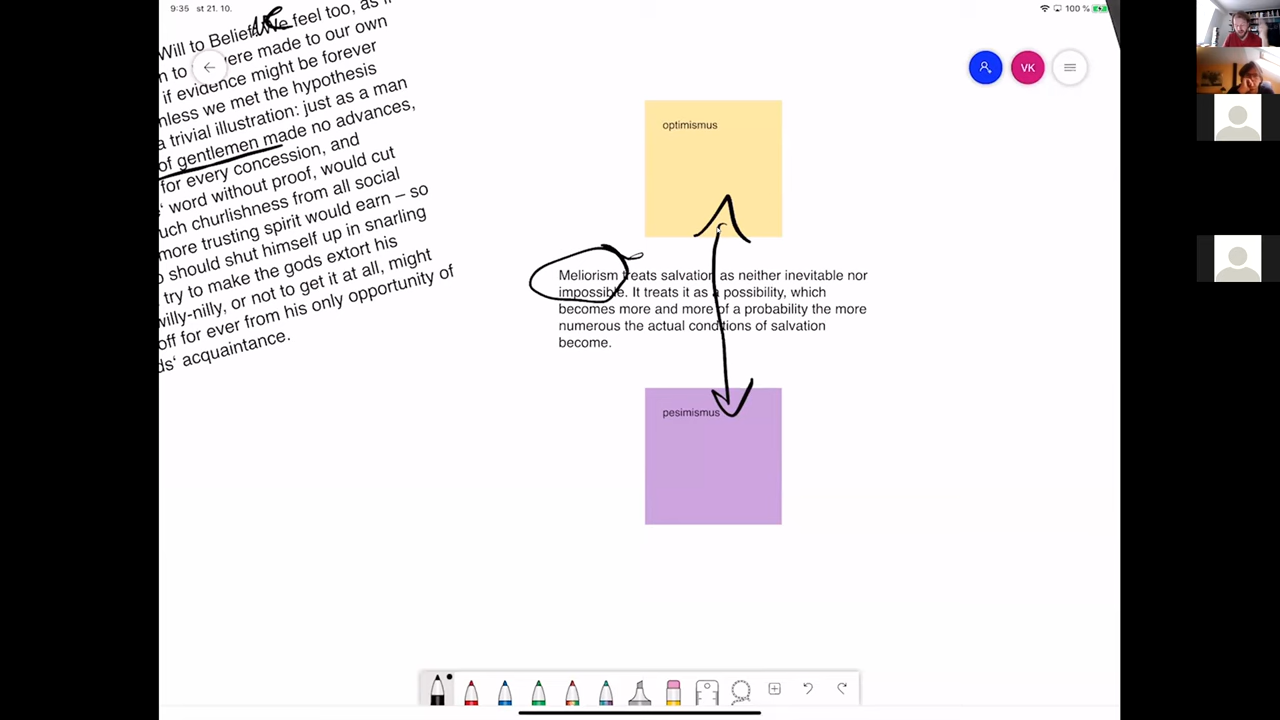 9:35 st 21. 10.
100 %
Will to Belief: We feel too, as if
n to were made to our own
if evidence might be forever
nless we met the hypothesis
a trivial illustration: just as a man
of gentlemen made no advances,
for every concession, and
word without proof, would cut
uch churlishness from all social
more trusting spirit would earn – so
should shut himself up in snarling
try to make the gods extort his
willy-nilly, or not to get it at all, might
off for ever from his only opportunity of
ds' acquaintance.
VK
optimismus
Meliorism treats salvation as neither inevitable nor
impossible. It treats it as a possibility, which
becomes more and more of a probability the more
numerous the actual conditions of salvation
become.
pesimismus